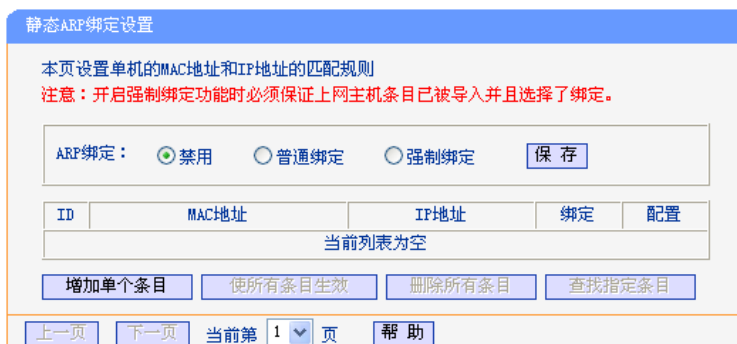 静态ARP绑定设置
本页设置单机的MAC地址和IP地址的匹配规则
注意：开启强制绑定功能时必须保证上网主机条目已被导入并且选择了绑定。
ARP绑定： 禁用 普通绑定 强制绑定 保 存
ID MAC地址 IP地址 绑定 配置
当前列表为空
增加单个条目 使所有条目生效 删除所有条目 查找指定条目
上一页 下一页 当前第 1 页 帮 助